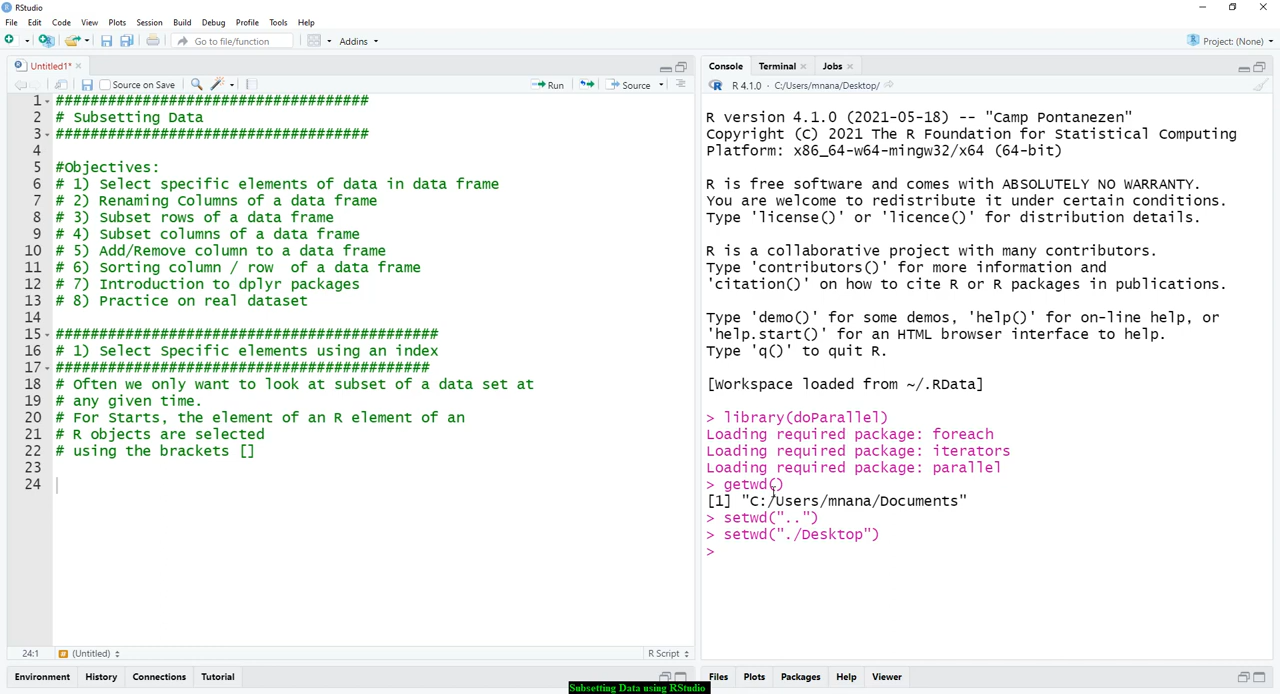 RStudio
File Edit Code View Plots Session Build Debug Profile Tools Help
Go to file/function Addins Project: (None)
Untitled1*
Source on Save Run Source
1 ####################################
2 # Subsetting Data
3 ####################################
4
5 #Objectives:
6 # 1) Select specific elements of data in data frame
7 # 2) Renaming Columns of a data frame
8 # 3) Subset rows of a data frame
9 # 4) Subset columns of a data frame
10 # 5) Add/Remove column to a data frame
11 # 6) Sorting column / row  of a data frame
12 # 7) Introduction to dplyr packages
13 # 8) Practice on real dataset
14
15 ############################################
16 # 1) Select Specific elements using an index
17 ###########################################
18 # Often we only want to look at subset of a data set at
19 # any given time.
20 # For Starts, the element of an R element of an
21 # R objects are selected
22 # using the brackets []
23
24
24:1 (Untitled) R Script
Environment History Connections Tutorial
Console Terminal Jobs
R 4.1.0 · C:/Users/mnana/Desktop/
R version 4.1.0 (2021-05-18) -- "Camp Pontanezen"
Copyright (C) 2021 The R Foundation for Statistical Computing
Platform: x86_64-w64-mingw32/x64 (64-bit)
R is free software and comes with ABSOLUTELY NO WARRANTY.
You are welcome to redistribute it under certain conditions.
Type 'license()' or 'licence()' for distribution details.
R is a collaborative project with many contributors.
Type 'contributors()' for more information and
'citation()' on how to cite R or R packages in publications.
Type 'demo()' for some demos, 'help()' for on-line help, or
'help.start()' for an HTML browser interface to help.
Type 'q()' to quit R.
[Workspace loaded from ~/.RData]
> library(doParallel)
Loading required package: foreach
Loading required package: iterators
Loading required package: parallel
> getwd()
[1] "C:/Users/mnana/Documents"
> setwd("..")
> setwd("./Desktop")
>
Files Plots Packages Help Viewer
Subsetting Data using RStudio